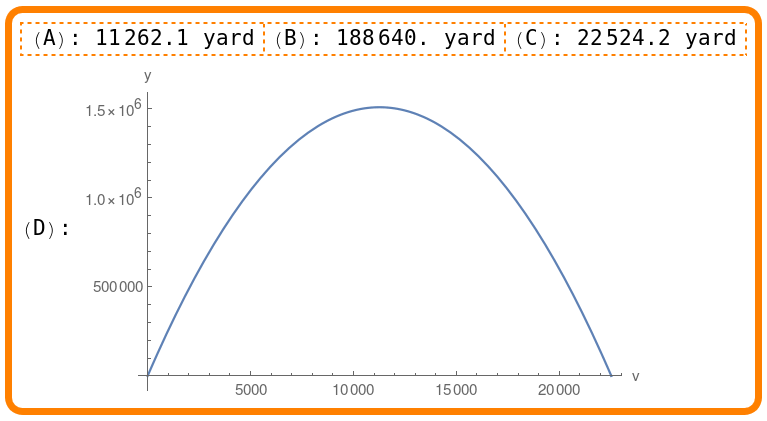 (A): 11262.1 yard (B): 188640. yard (C): 22524.2 yard
y
1.5×10^6
1.0×10^6
(D):
500000
v
5000 10000 15000 20000